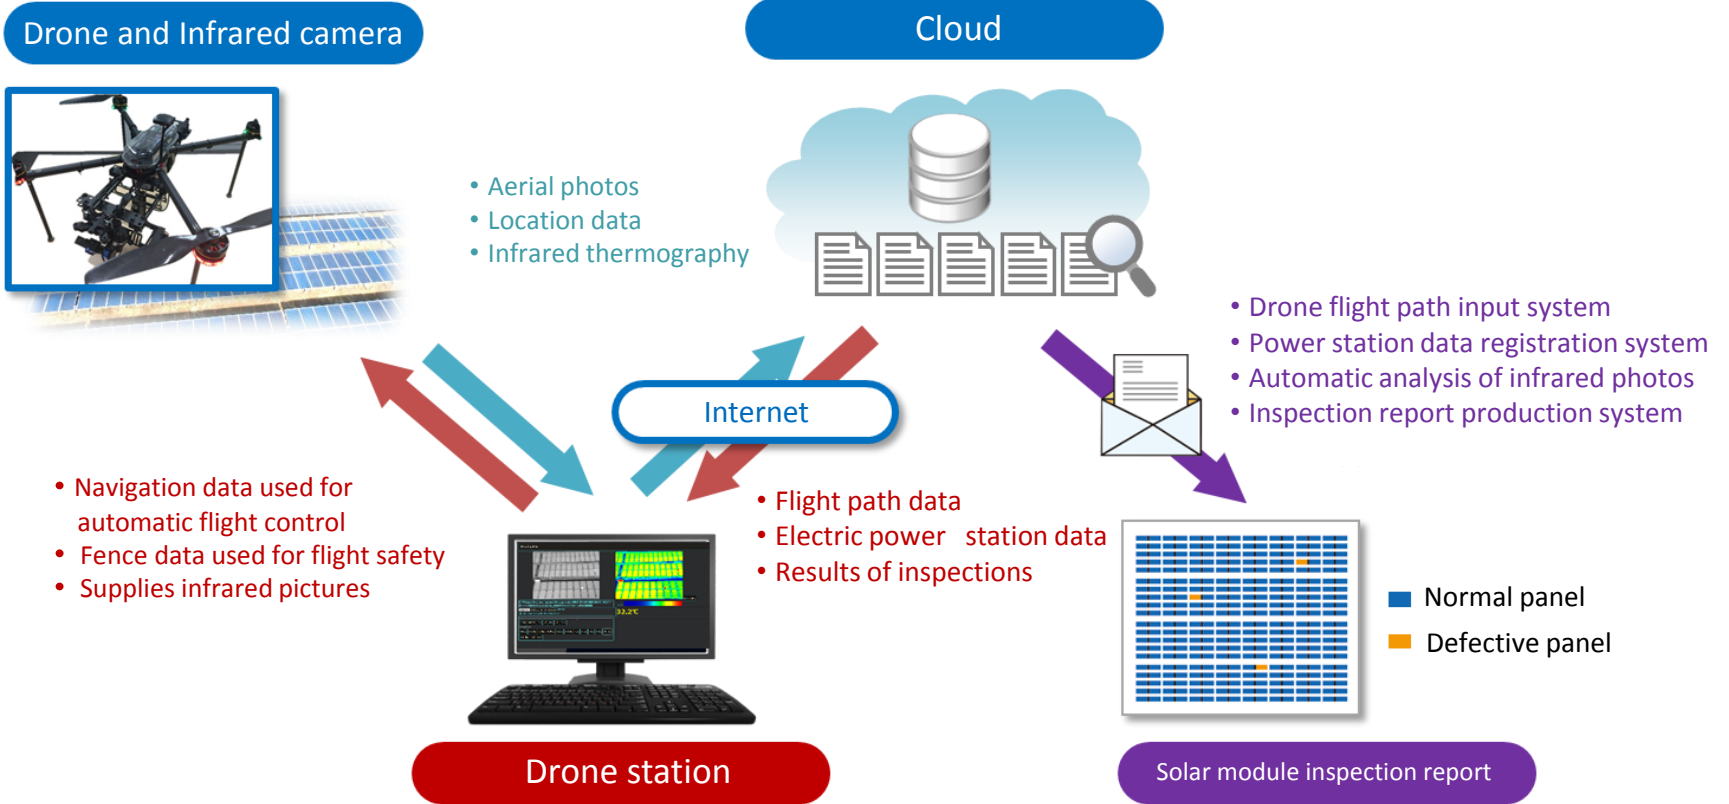 Drone and Infrared camera
Cloud
• Aerial photos
• Location data
• Infrared thermography
• Drone flight path input system
• Power station data registration system
• Automatic analysis of infrared photos
• Inspection report production system
Internet
• Navigation data used for
automatic flight control
• Fence data used for flight safety
• Supplies infrared pictures
• Flight path data
• Electric power station data
• Results of inspections
33.2℃
Normal panel
Defective panel
Drone station
Solar module inspection report